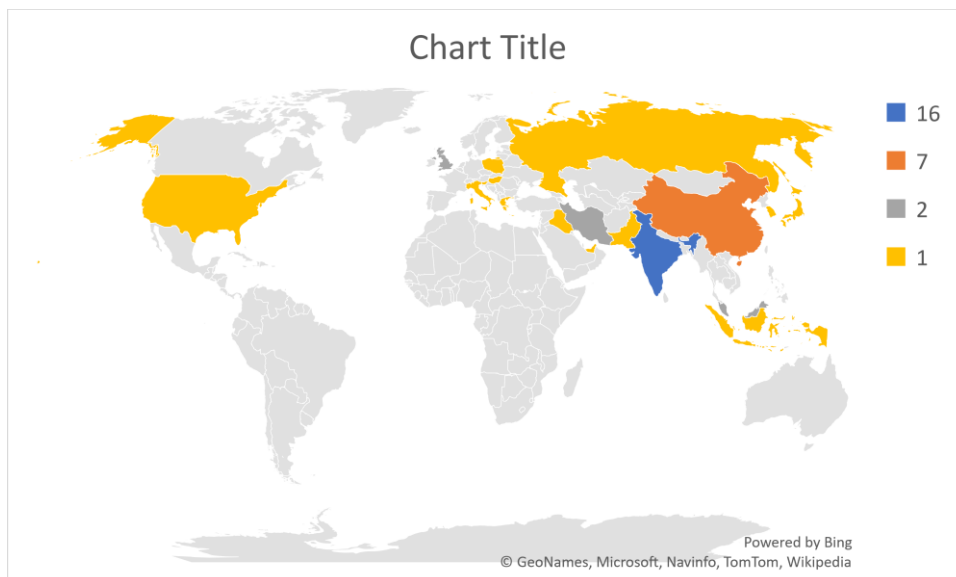 Chart Title
16
7
2
1
Powered by Bing
© GeoNames, Microsoft, Navinfo, TomTom, Wikipedia